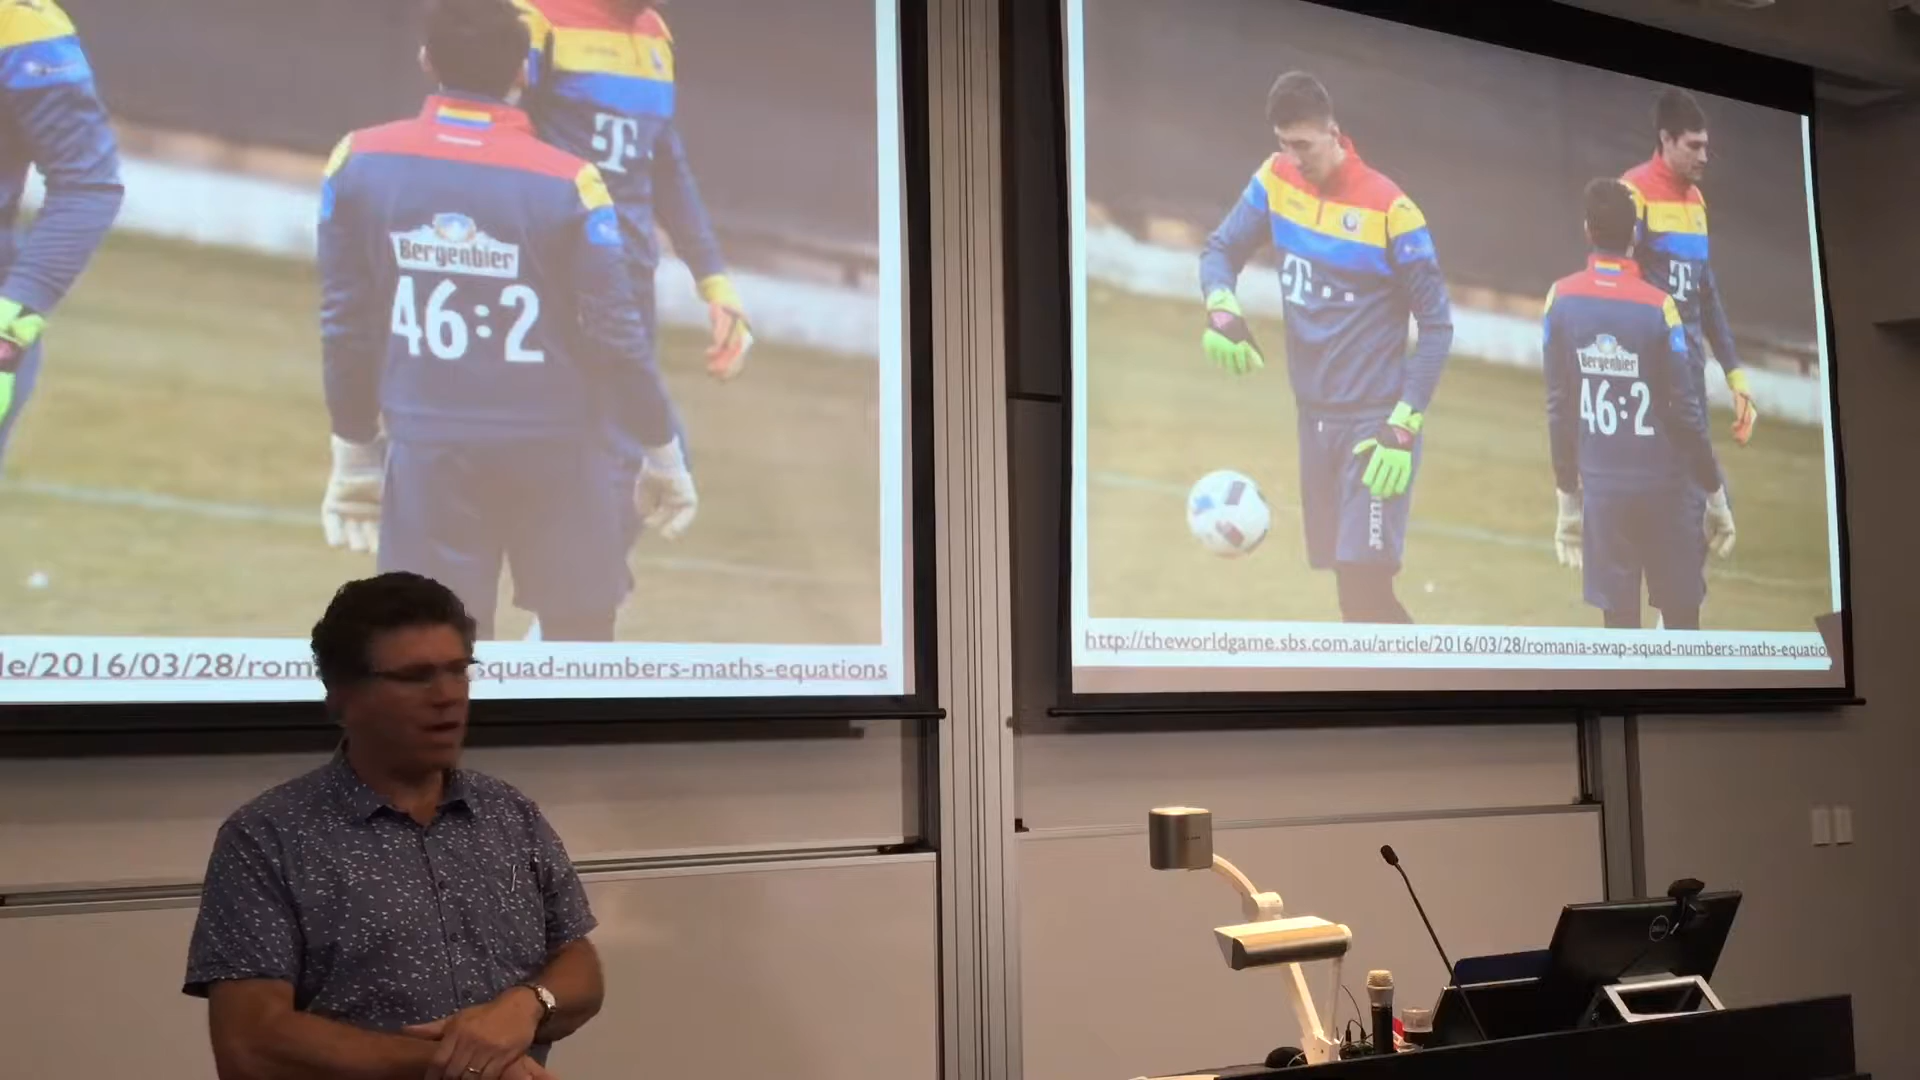 T
Bergenbier
46:2
le/2016/03/28/rom
squad-numbers-maths-equations
T
T
Bergenbier
46:2
http://theworldgame.sbs.com.au/article/2016/03/28/romania-swap-squad-numbers-maths-equatio